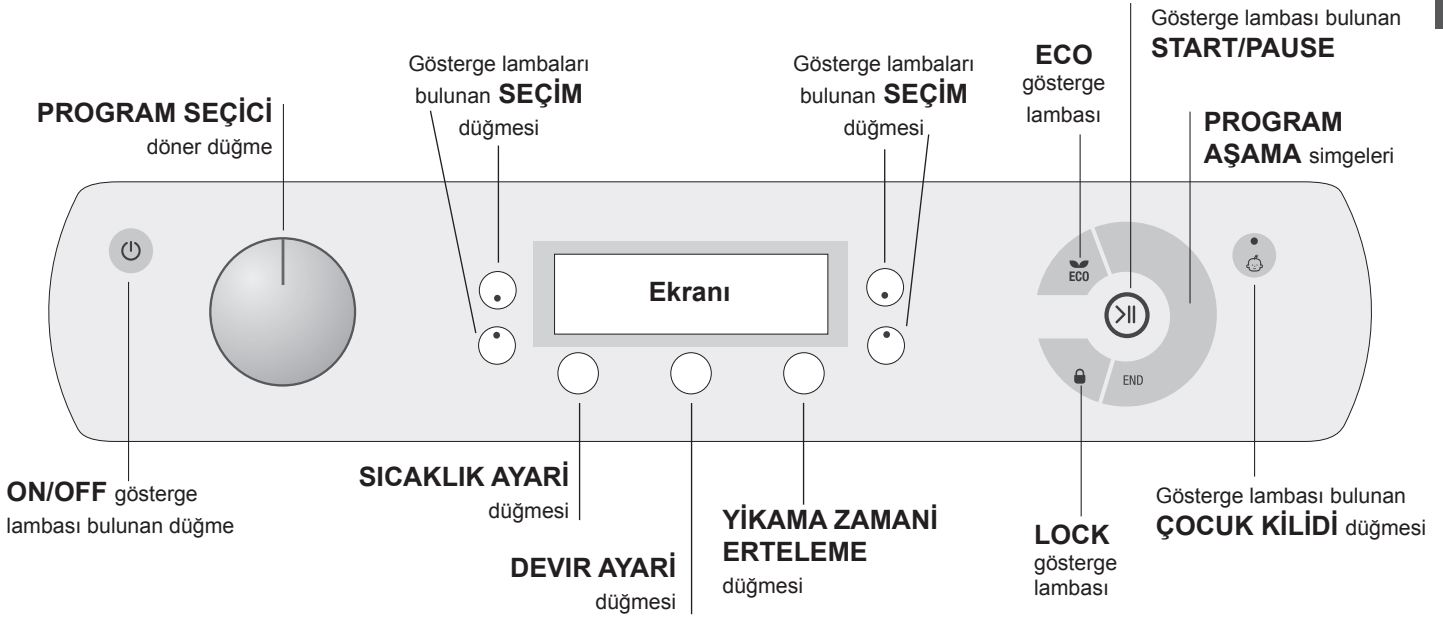 Gösterge lambası bulunan
START/PAUSE
ECO
gösterge
lambası
Gösterge lambaları
bulunan SEÇİM
düğmesi
Gösterge lambaları
bulunan SEÇİM
düğmesi
PROGRAM SEÇİCİ
döner düğme
PROGRAM
AŞAMA simgeleri
Ekranı
ECO
END
ON/OFF gösterge
lambası bulunan düğme
SICAKLIK AYARİ
düğmesi
DEVIR AYARİ
düğmesi
YİKAMA ZAMANİ
ERTELEME
düğmesi
LOCK
gösterge
lambası
Gösterge lambası bulunan
ÇOCUK KİLİDİ düğmesi